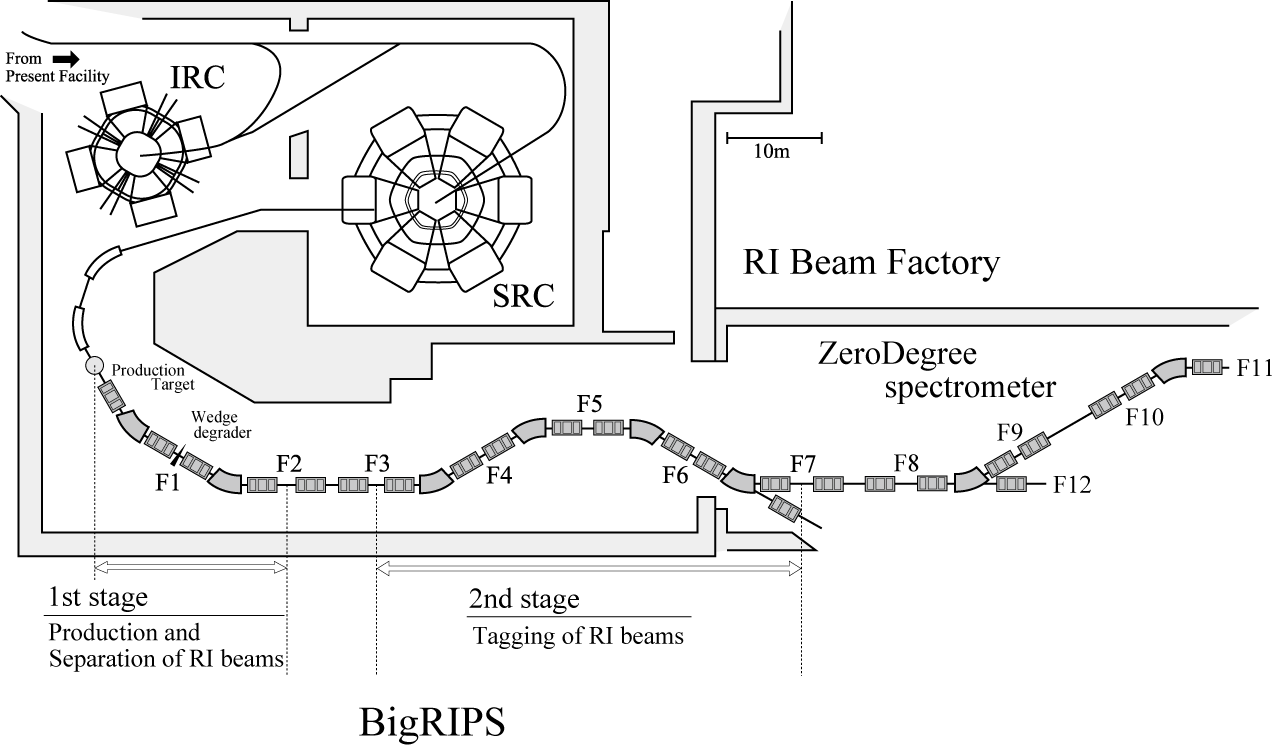 From
Present Facility
IRC
SRC
10m
RI Beam Factory
ZeroDegree
spectrometer
Production
Target
Wedge
degrader
F1
F2
F3
F4
F5
F6
F7
F8
F9
F10
F11
F12
1st stage
Production and
Separation of RI beams
2nd stage
Tagging of RI beams
BigRIPS